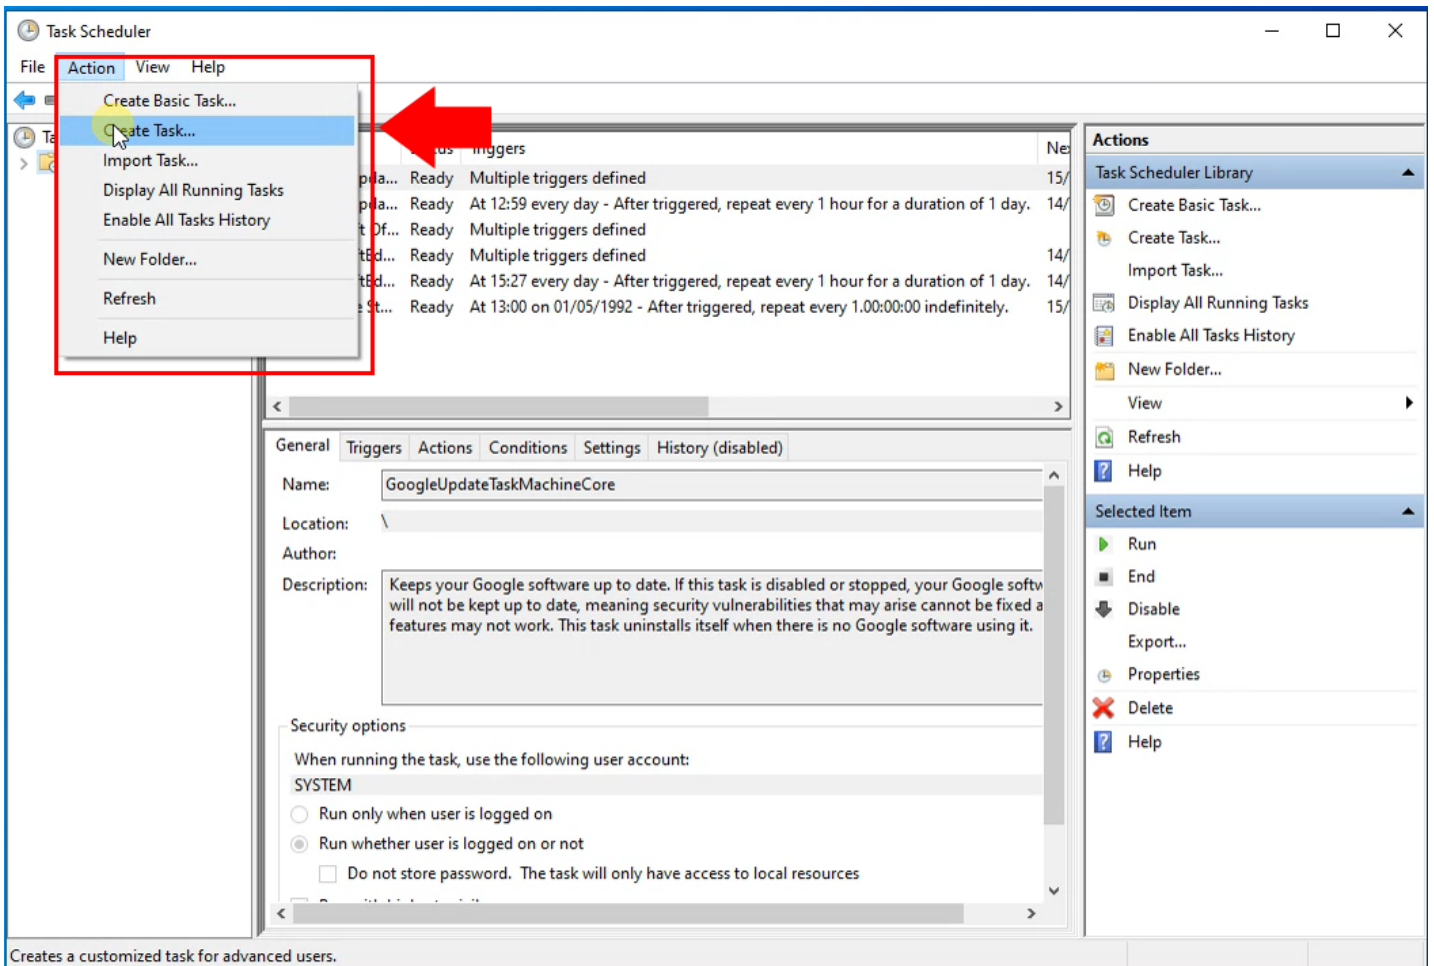 Task Scheduler
File Action View Help
Create Basic Task...
Create Task...
Import Task...
Display All Running Tasks
Enable All Tasks History
New Folder...
Refresh
Help
Triggers
Ready Multiple triggers defined 15/
Ready At 12:59 every day - After triggered, repeat every 1 hour for a duration of 1 day. 14/
Ready Multiple triggers defined
Ready Multiple triggers defined 14/
Ready At 15:27 every day - After triggered, repeat every 1 hour for a duration of 1 day. 14/
Ready At 13:00 on 01/05/1992 - After triggered, repeat every 1.00:00:00 indefinitely. 15/
General Triggers Actions Conditions Settings History (disabled)
Name: GoogleUpdateTaskMachineCore
Location: \
Author:
Description: Keeps your Google software up to date. If this task is disabled or stopped, your Google softw
will not be kept up to date, meaning security vulnerabilities that may arise cannot be fixed a
features may not work. This task uninstalls itself when there is no Google software using it.
Security options
When running the task, use the following user account:
SYSTEM
Run only when user is logged on
Run whether user is logged on or not
Do not store password. The task will only have access to local resources
Actions
Task Scheduler Library
Create Basic Task...
Create Task...
Import Task...
Display All Running Tasks
Enable All Tasks History
New Folder...
View
Refresh
Help
Selected Item
Run
End
Disable
Export...
Properties
Delete
Help
Creates a customized task for advanced users.